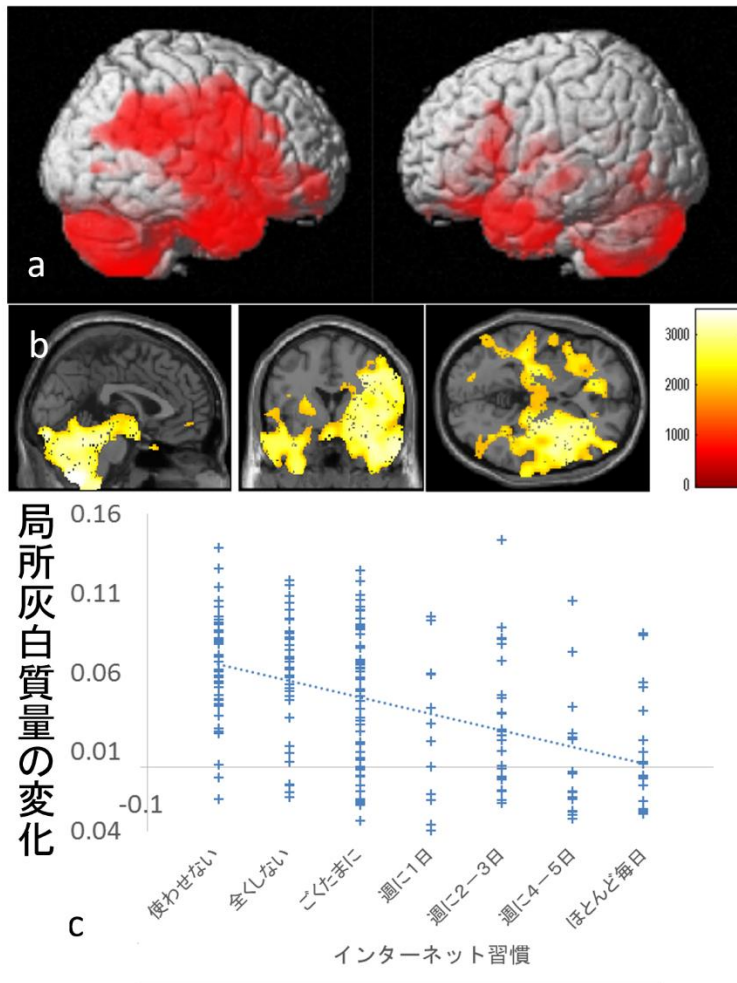 a
b
3000
2000
1000
0
局所灰白質量の変化
0.16
0.11
0.06
0.01
-0.1
0.04
使わせない
全くしない
ごくたまに
週に1日
週に2－3日
週に4－5日
ほとんど毎日
c
インターネット習慣